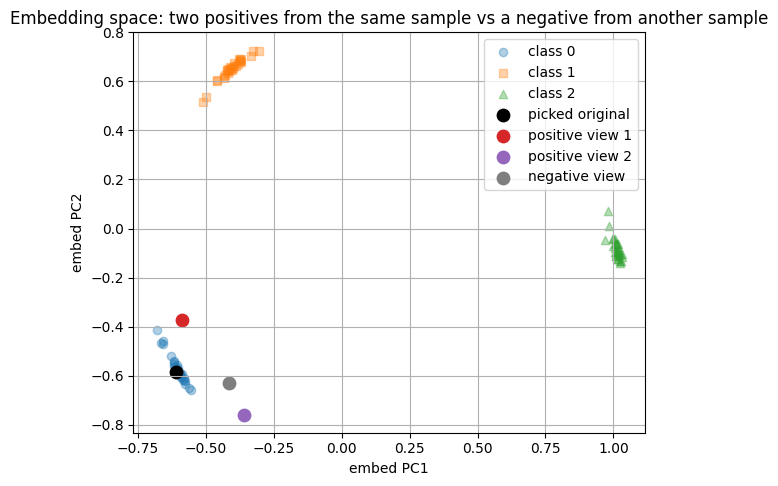 Embedding space: two positives from the same sample vs a negative from another sample
class 0
class 1
class 2
picked original
positive view 1
positive view 2
negative view
0.8
0.6
0.4
0.2
0.0
−0.2
−0.4
−0.6
−0.8
embed PC2
−0.75
−0.50
−0.25
0.00
0.25
0.50
0.75
1.00
embed PC1